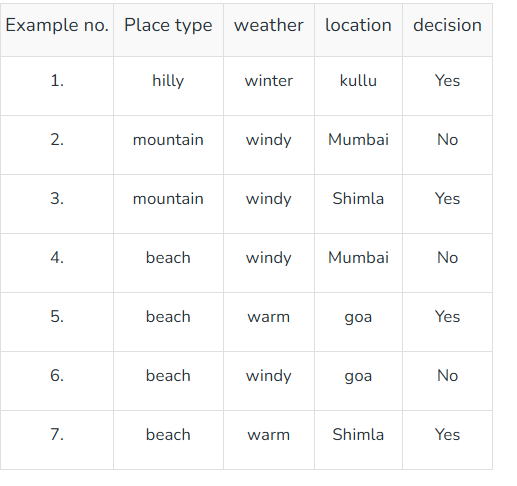 Example no. Place type weather location decision
1. hilly winter kullu Yes
2. mountain windy Mumbai No
3. mountain windy Shimla Yes
4. beach windy Mumbai No
5. beach warm goa Yes
6. beach windy goa No
7. beach warm Shimla Yes